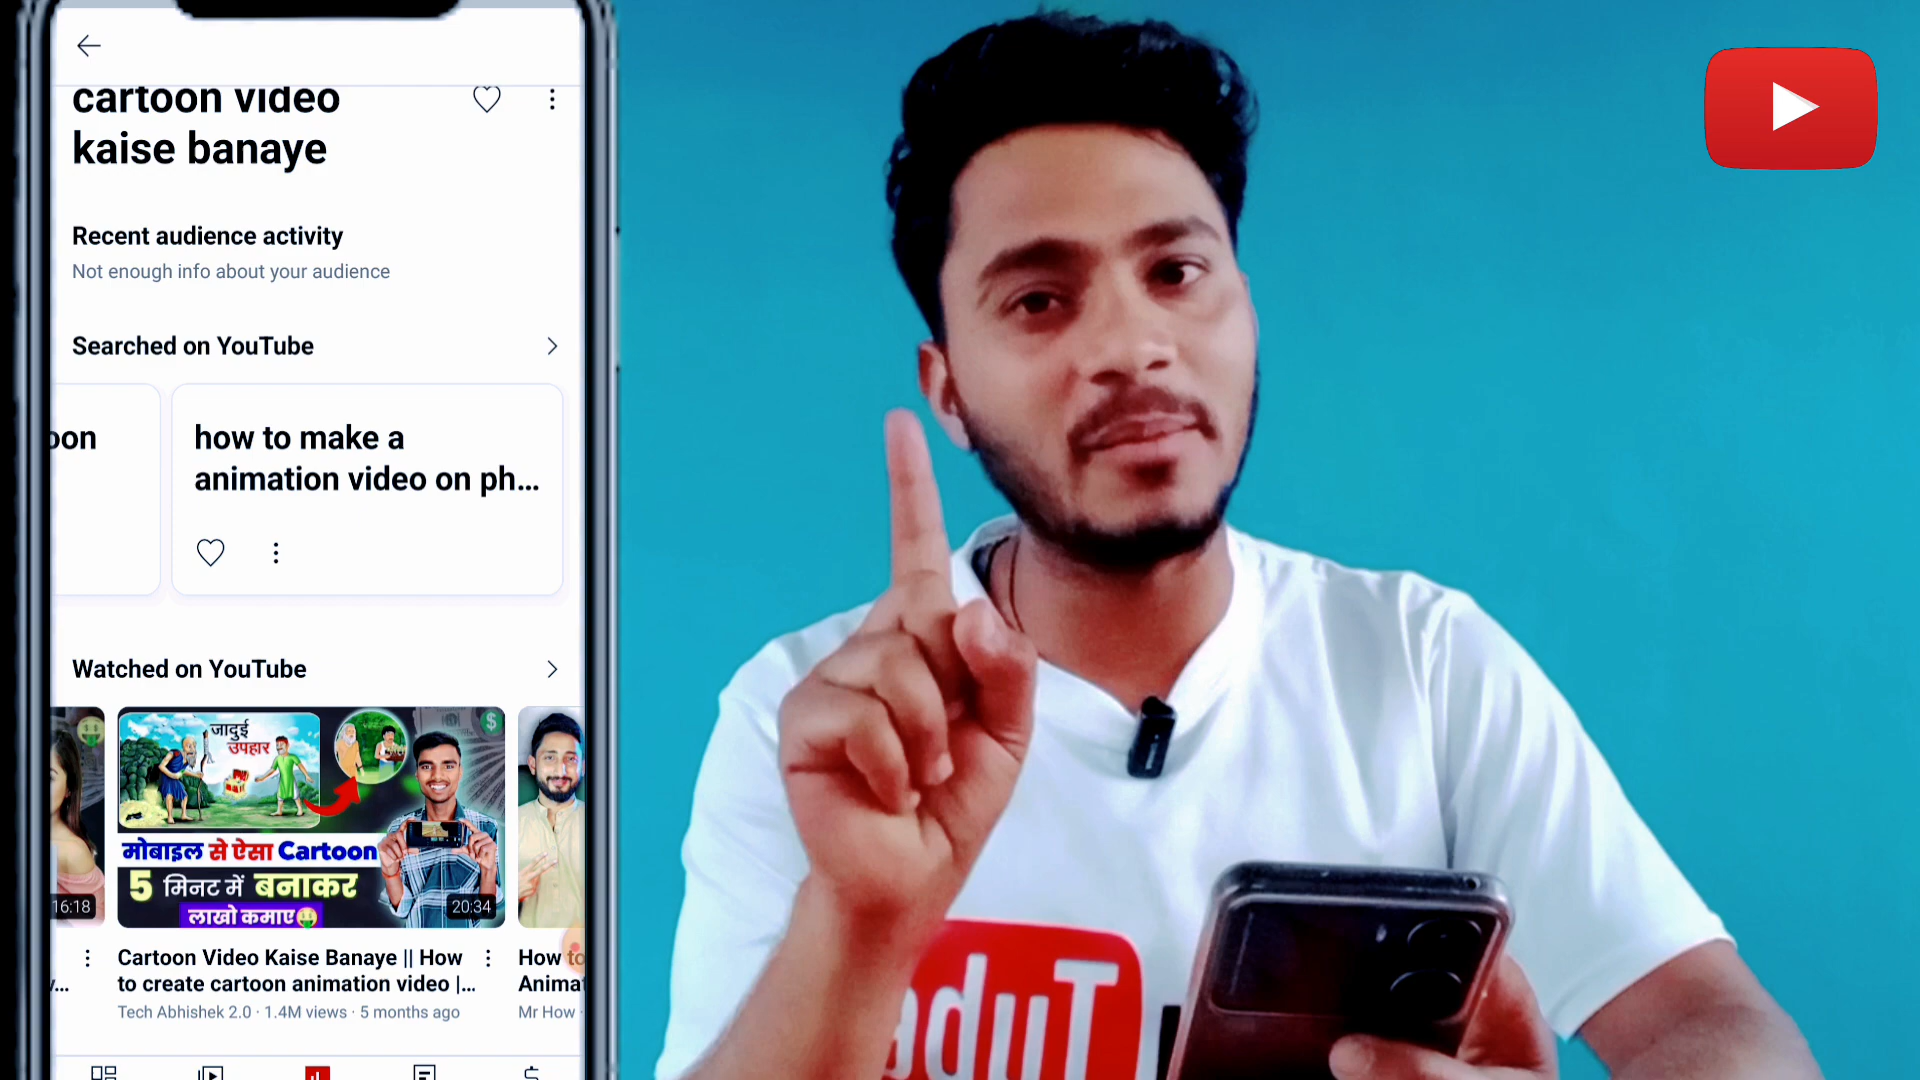 cartoon video
kaise banaye
Recent audience activity
Not enough info about your audience
Searched on YouTube
how to make a
animation video on ph...
Watched on YouTube
जादुई
उपहार
मोबाइल से ऐसा Cartoon
5 मिनट में बनाकर
लाखो कमाए
16:18
20:34
Cartoon Video Kaise Banaye || How
to create cartoon animation video |...
Tech Abhishek 2.0 · 1.4M views · 5 months ago
How to
Mr How ·